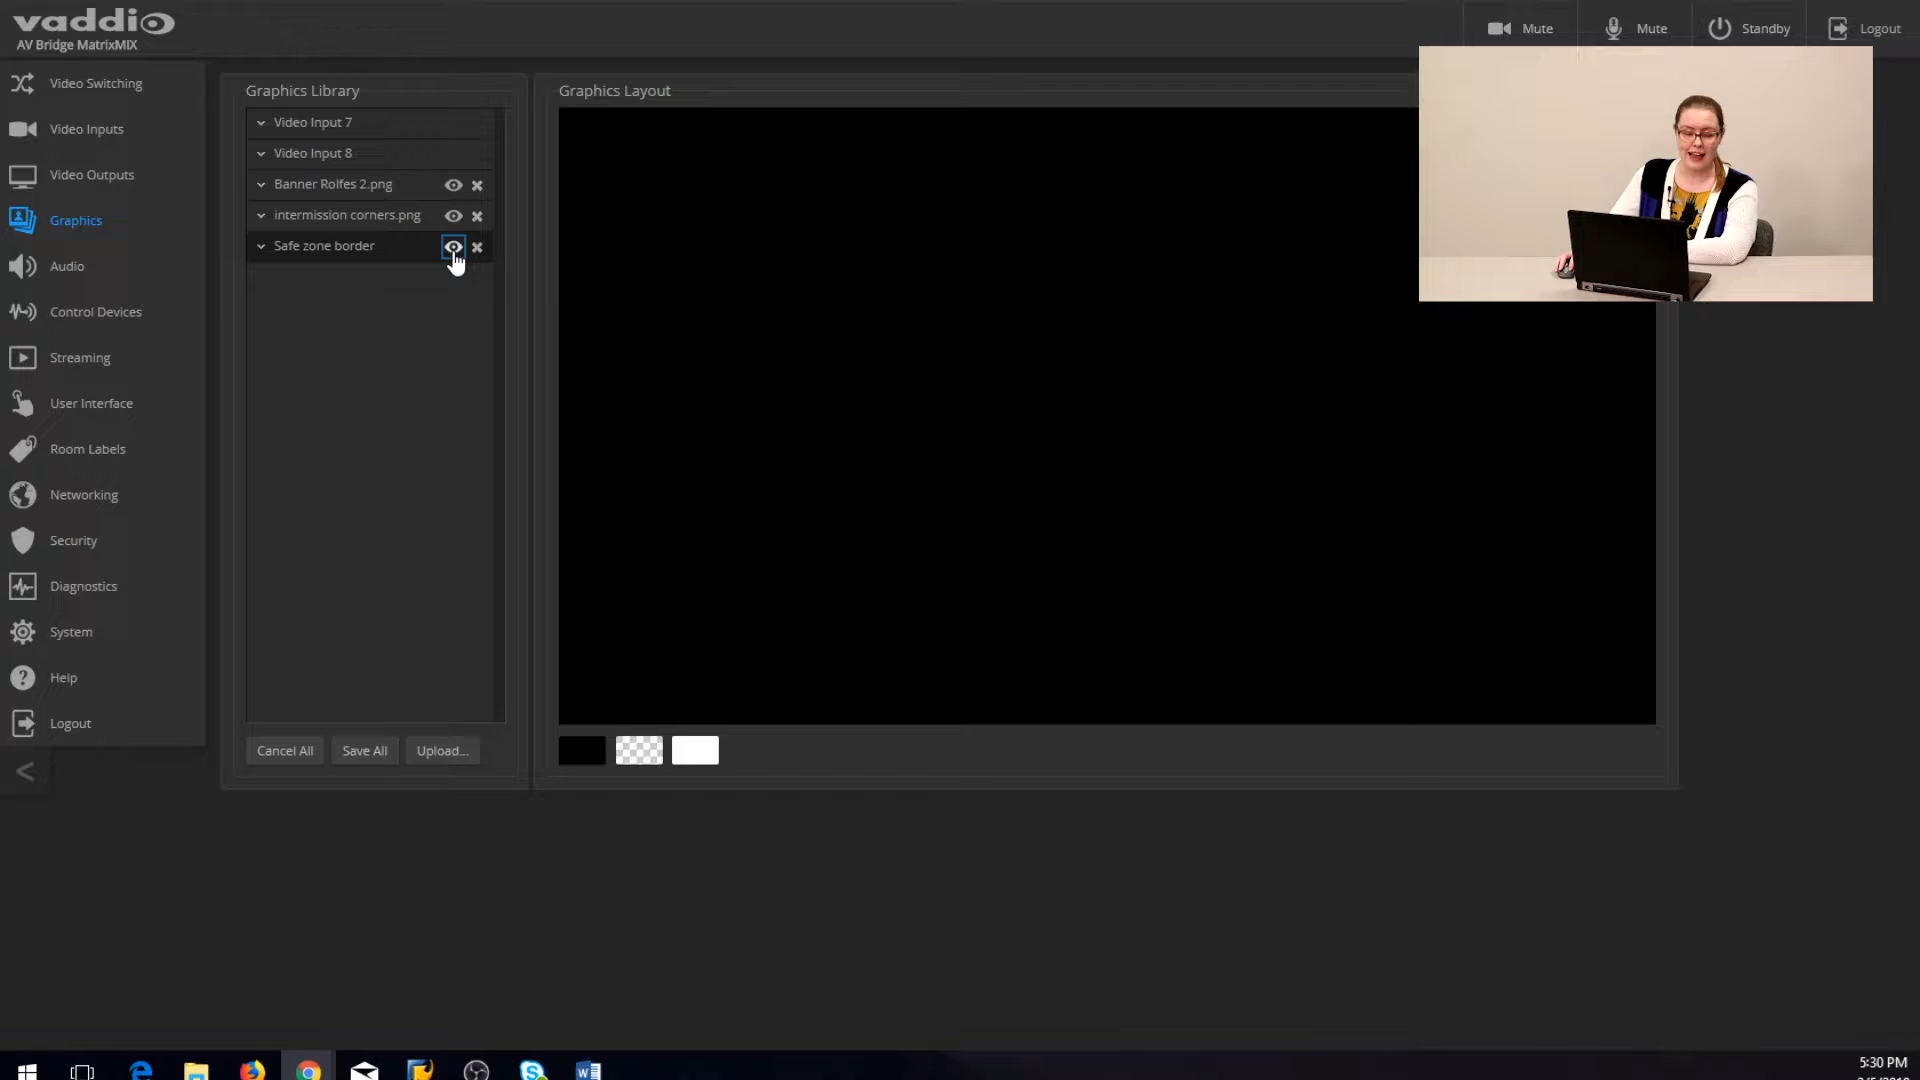 vaddio
AV Bridge MatrixMIX
Mute
Mute
Standby
Logout
Video Switching
Video Inputs
Video Outputs
Graphics
Audio
Control Devices
Streaming
User Interface
Room Labels
Networking
Security
Diagnostics
System
Help
Logout
Graphics Library
Video Input 7
Video Input 8
Banner Rolfes 2.png
intermission corners.png
Safe zone border
Cancel All
Save All
Upload...
Graphics Layout
5:30 PM